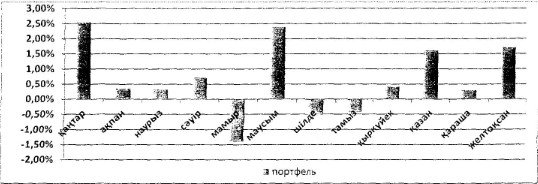 3,00%
2,50%
2,00%
1,50%
1,00%
0,50%
0,00%
-0,50%
-1,00%
-1,50%
-2,00%
қаңтар
ақпан
наурыз
сәуір
мамыр
маусым
шілде
тамыз
қыркүйек
қазан
қараша
желтоқсан
портфель